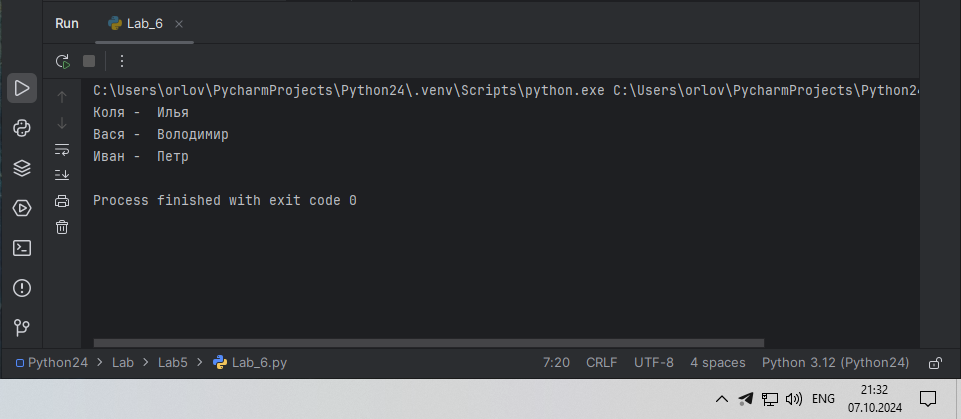 Run Lab_6
C:\Users\orlov\PycharmProjects\Python24\.venv\Scripts\python.exe C:\Users\orlov\PycharmProjects\Python24
Коля -  Илья
Вася -  Володимир
Иван -  Петр
Process finished with exit code 0
Python24 > Lab > Lab5 > Lab_6.py 7:20 CRLF UTF-8 4 spaces Python 3.12 (Python24)
ENG 21:32
07.10.2024